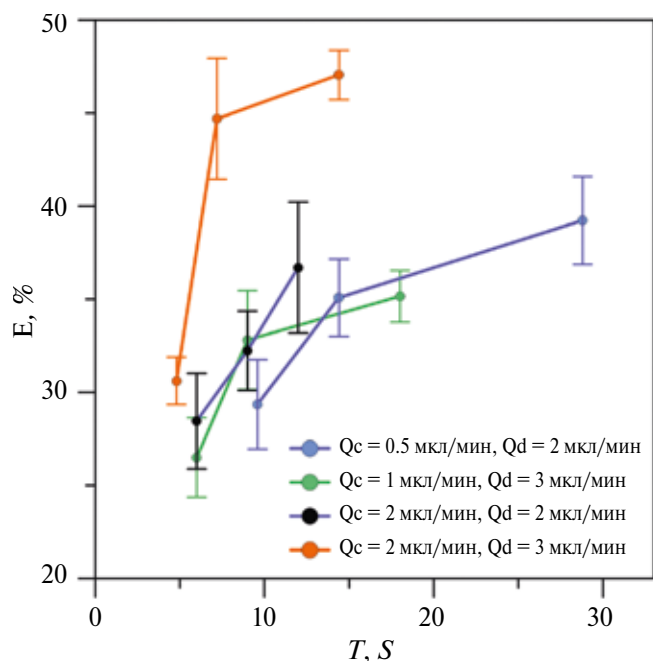 50
40
30
20
E, %
Qc = 0.5 мкл/мин, Qd = 2 мкл/мин
Qc = 1 мкл/мин, Qd = 3 мкл/мин
Qc = 2 мкл/мин, Qd = 2 мкл/мин
Qc = 2 мкл/мин, Qd = 3 мкл/мин
0 10 20 30
T, S